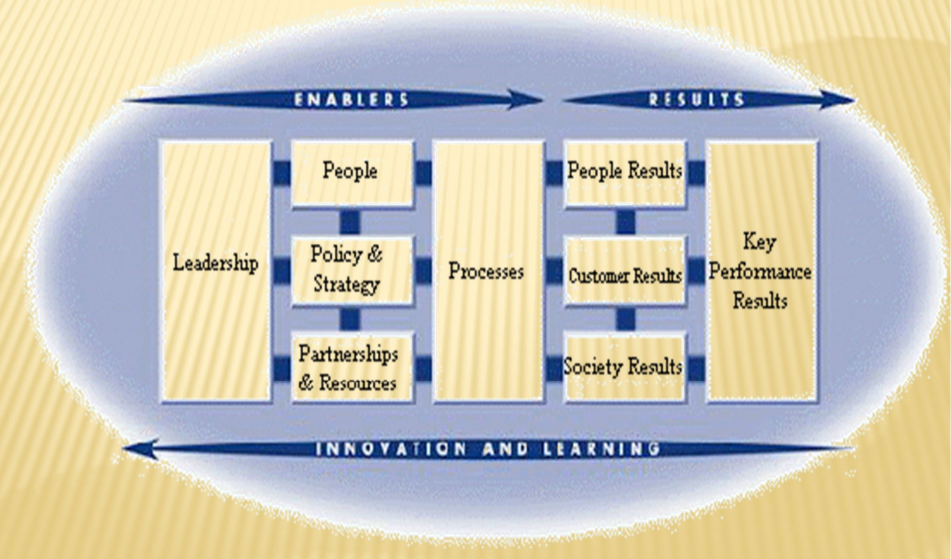 ENABLERS
RESULTS
People
People Results
Leadership
Policy &
Strategy
Processes
Customer Results
Key
Performance
Results
Partnerships
& Resources
Society Results
INNOVATION AND LEARNING